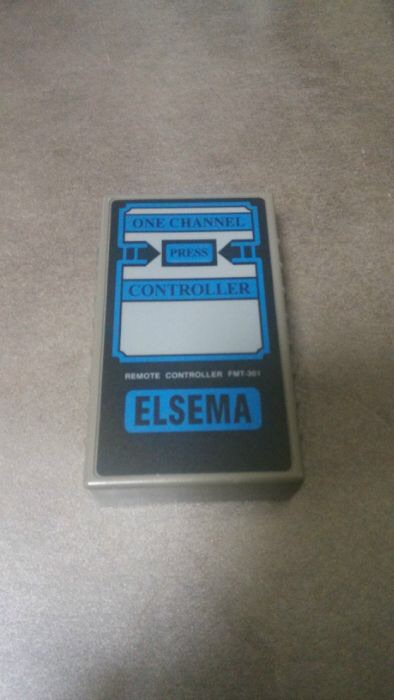 ONE CHANNEL
PRESS
CONTROLLER
REMOTE CONTROLLER FMT-301
ELSEMA